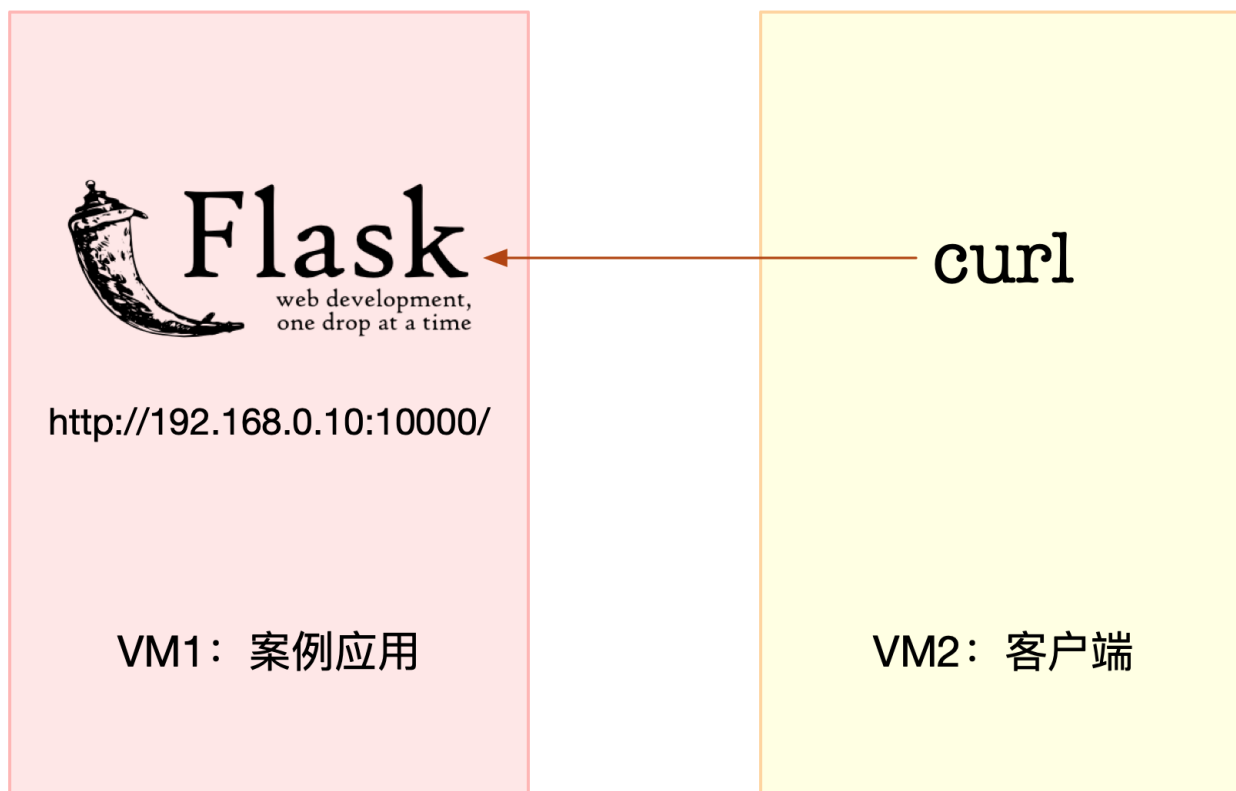 Flask
web development,
one drop at a time
http://192.168.0.10:10000/
VM1：案例应用
curl
VM2：客户端